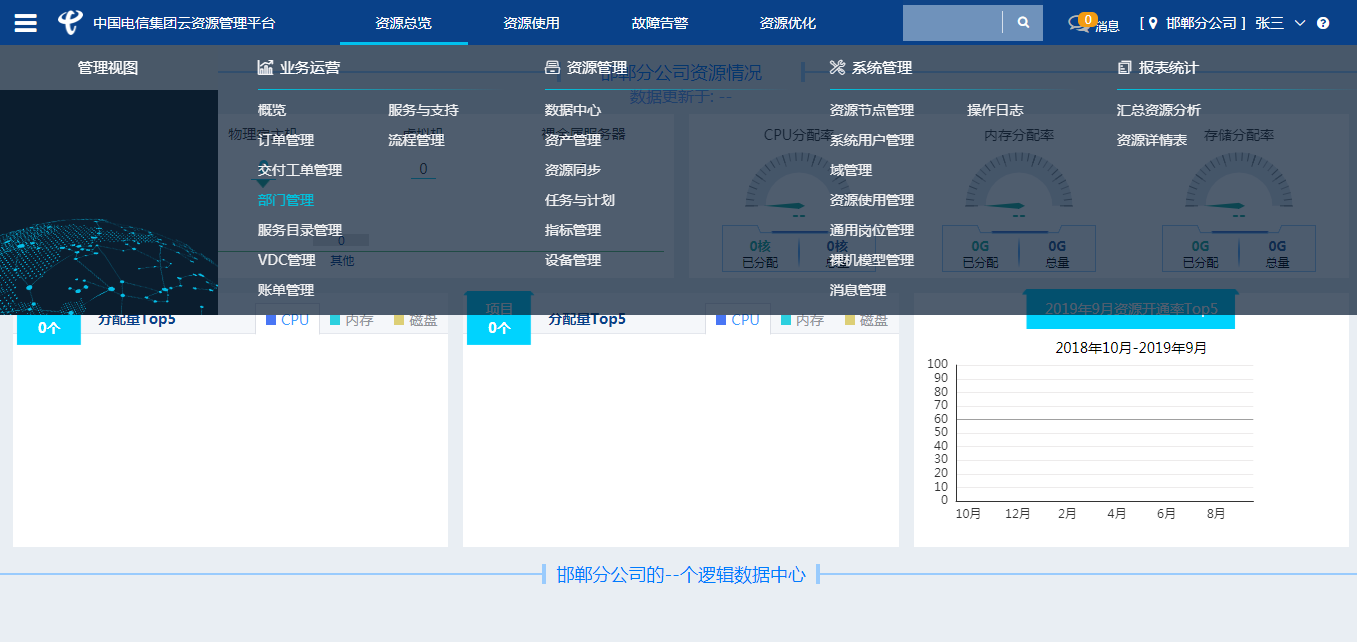 中国电信集团云资源管理平台 资源总览 资源使用 故障告警 资源优化 0 消息 [ 邯郸分公司 ] 张三
管理视图 业务运营 资源管理 系统管理 报表统计
邯郸分公司资源情况
数据更新于: --
概览 服务与支持 数据中心 资源节点管理 操作日志 汇总资源分析
物理宿主机 虚拟机 裸金属服务器 CPU分配率 内存分配率 存储分配率
订单管理 流程管理 资产管理 系统用户管理 资源详情表
交付工单管理 0 资源同步 域管理
部门管理 任务与计划 资源使用管理
-- -- --
服务目录管理 指标管理 通用岗位管理
0 0核 0核 0G 0G 0G 0G
VDC管理 其他 设备管理 裸机模型管理 已分配 总量 已分配 总量 已分配 总量
账单管理 消息管理
项目 2019年9月资源开通率Top5
0个 分配量Top5 CPU 内存 磁盘 0个 分配量Top5 CPU 内存 磁盘
2018年10月-2019年9月
100
90
80
70
60
50
40
30
20
10
0
10月 12月 2月 4月 6月 8月
邯郸分公司的--个逻辑数据中心